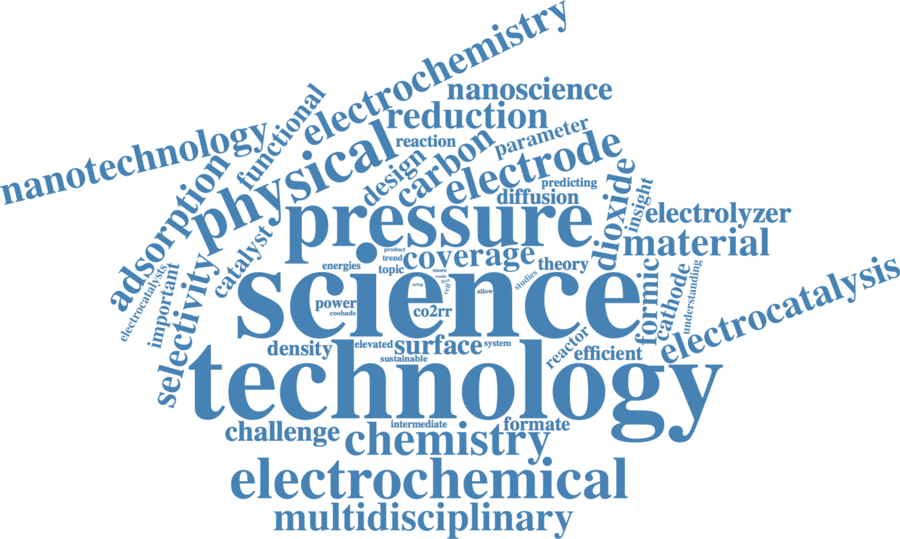 electrochemistry
nanoscience
functional
reduction
nanotechnology
reaction
parameter
physical
carbon
design
electrode
adsorption
predicting
diffusion
dioxide
insight
pressure
electrolyzer
catalyst
material
product
coverage
trend
theory
energies
topic
more
science
studies
electrocatalysts
important
selectivity
setup
allow
power
coohads
co2rr
formic
cathode
understanding
electrocatalysis
density
elevated
surface
system
reactor
efficient
sustainable
technology
challenge
intermediate
formate
chemistry
electrochemical
multidisciplinary